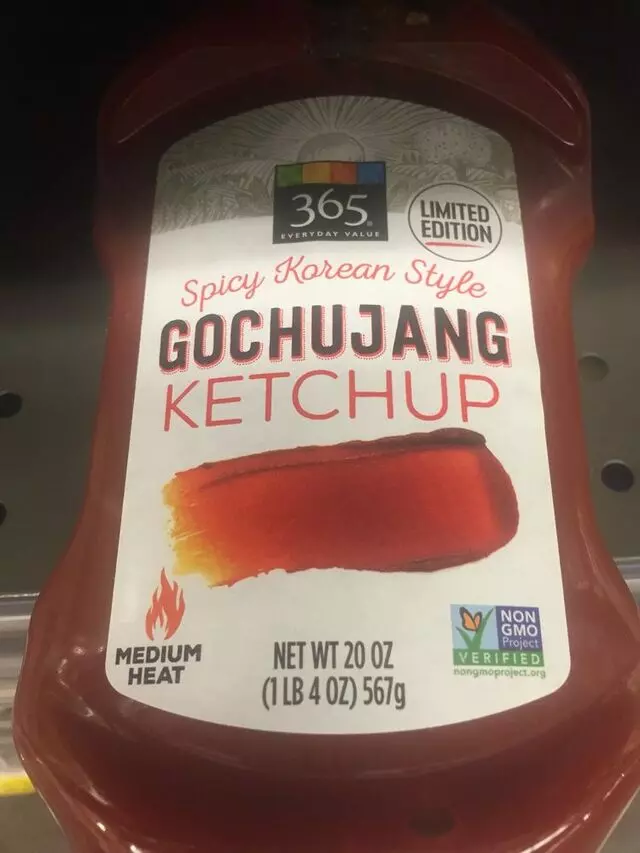 365
EVERYDAY VALUE
LIMITED
EDITION
Spicy Korean Style
GOCHUJANG
KETCHUP
MEDIUM
HEAT
NET WT 20 OZ
(1 LB 4 OZ) 567g
NON
GMO
Project
VERIFIED
nongmoproject.org